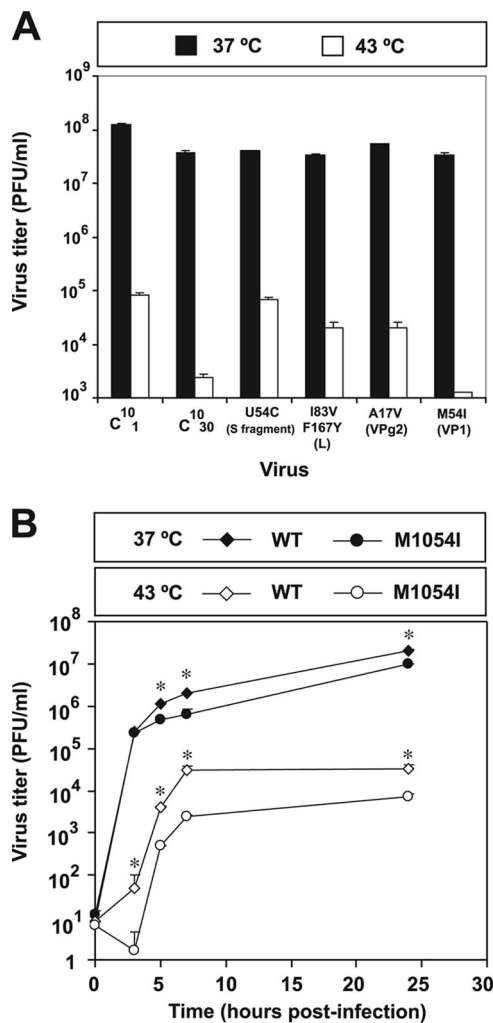 A
37 ºC 43 ºC
Virus titer (PFU/ml)
10⁹
10⁸
10⁷
10⁶
10⁵
10⁴
10³
C¹⁰₁ C¹⁰₃₀ U54C (S fragment) I83V F167Y (L) A17V (VPg2) M54I (VP1)
Virus
B
37 ºC WT M1054I
43 ºC WT M1054I
Virus titer (PFU/ml)
10⁸
10⁷
10⁶
10⁵
10⁴
10³
10²
10¹
1
* * *
* * * *
0 5 10 15 20 25 30
Time (hours post-infection)